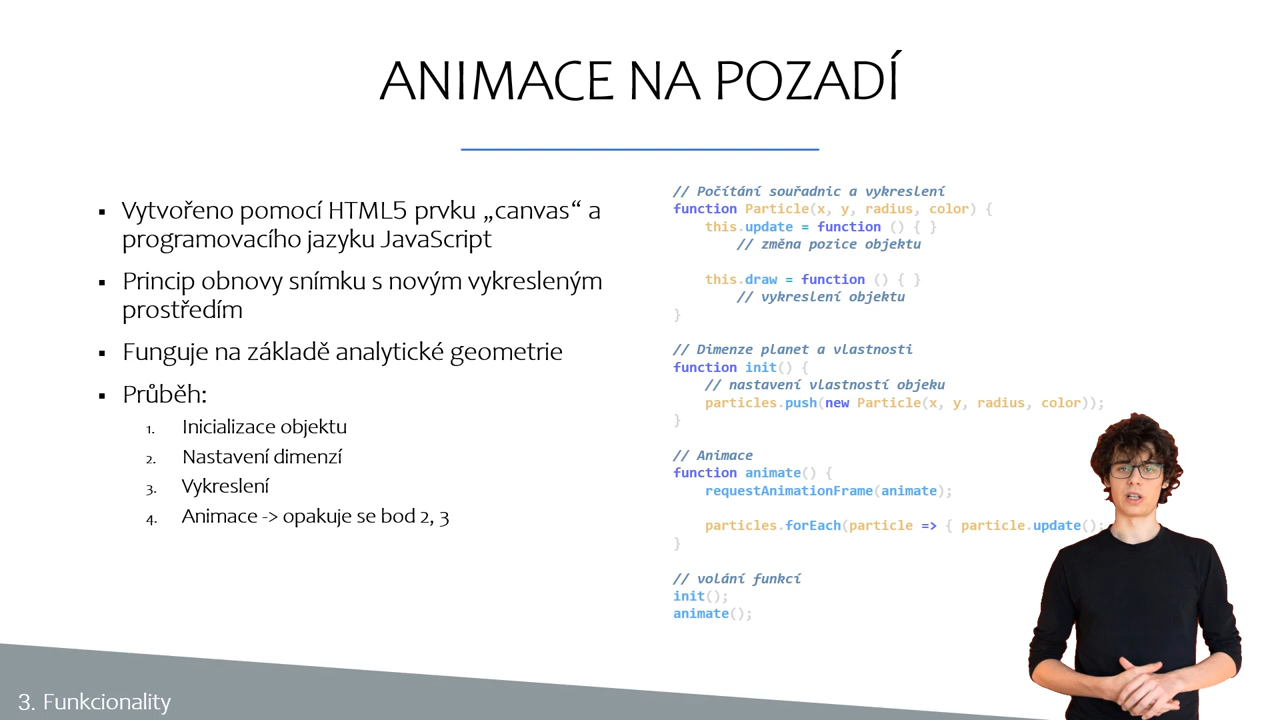 ANIMACE NA POZADÍ
▪ Vytvořeno pomocí HTML5 prvku „canvas“ a
programovacího jazyku JavaScript
▪ Princip obnovy snímku s novým vykresleným
prostředím
▪ Funguje na základě analytické geometrie
▪ Průběh:
1. Inicializace objektu
2. Nastavení dimenzí
3. Vykreslení
4. Animace -> opakuje se bod 2, 3
// Počítání souřadnic a vykreslení
function Particle(x, y, radius, color) {
this.update = function () { }
// změna pozice objektu
this.draw = function () { }
// vykreslení objektu
}
// Dimenze planet a vlastnosti
function init() {
// nastavení vlastností objeku
particles.push(new Particle(x, y, radius, color));
}
// Animace
function animate() {
requestAnimationFrame(animate);
particles.forEach(particle => { particle.update();
}
// volání funkcí
init();
animate();
3. Funkcionality